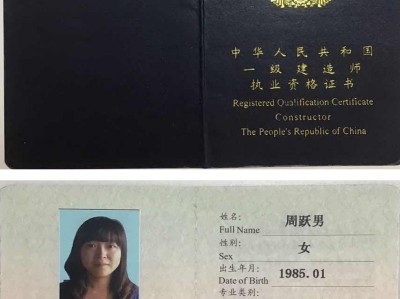 中华人民共和国
一级建造师
执业资格证书
Registered Qualification Certificate
Constructor
The People's Republic of China
姓名: 周跃男
Full Name
性别: 女
Sex
出生年月: 1985.01
Date of Birth
专业类别: